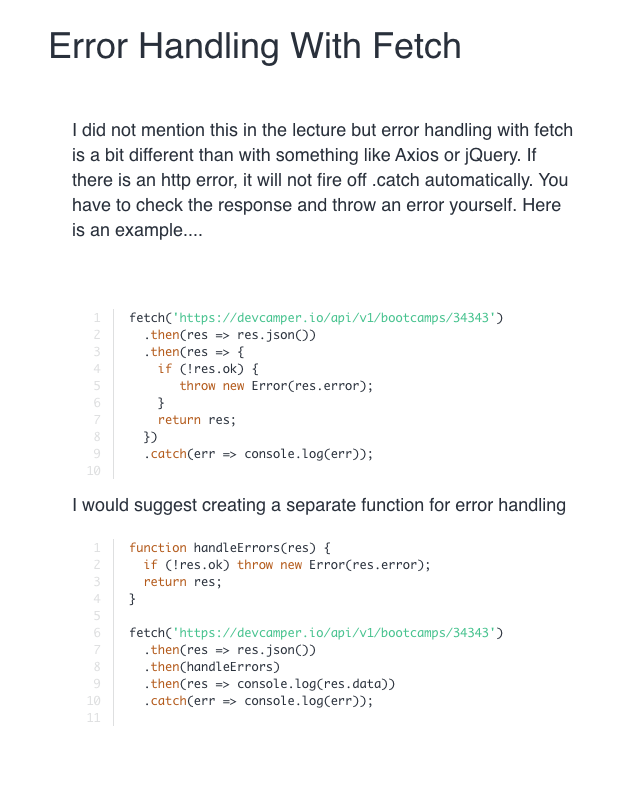 Error Handling With Fetch
I did not mention this in the lecture but error handling with fetch
is a bit different than with something like Axios or jQuery. If
there is an http error, it will not fire off .catch automatically. You
have to check the response and throw an error yourself. Here
is an example....
1 fetch('https://devcamper.io/api/v1/bootcamps/34343')
2   .then(res => res.json())
3   .then(res => {
4     if (!res.ok) {
5        throw new Error(res.error);
6     }
7     return res;
8   })
9   .catch(err => console.log(err));
10
I would suggest creating a separate function for error handling
1 function handleErrors(res) {
2   if (!res.ok) throw new Error(res.error);
3   return res;
4 }
5
6 fetch('https://devcamper.io/api/v1/bootcamps/34343')
7   .then(res => res.json())
8   .then(handleErrors)
9   .then(res => console.log(res.data))
10   .catch(err => console.log(err));
11